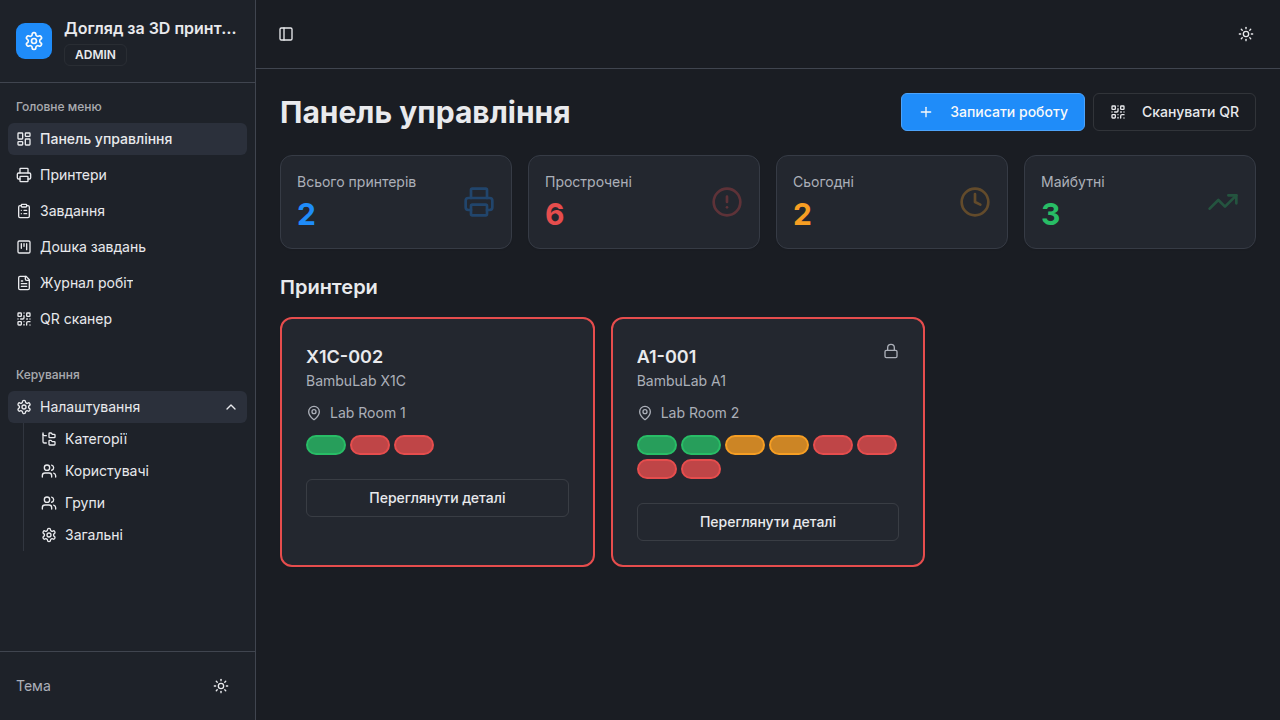 Догляд за 3D принт...
ADMIN
Головне меню
Панель управління
Принтери
Завдання
Дошка завдань
Журнал робіт
QR сканер
Керування
Налаштування
Категорії
Користувачі
Групи
Загальні
Тема
Панель управління
Записати роботу
Сканувати QR
Всього принтерів
2
Прострочені
6
Сьогодні
2
Майбутні
3
Принтери
X1C-002
BambuLab X1C
Lab Room 1
Переглянути деталі
A1-001
BambuLab A1
Lab Room 2
Переглянути деталі